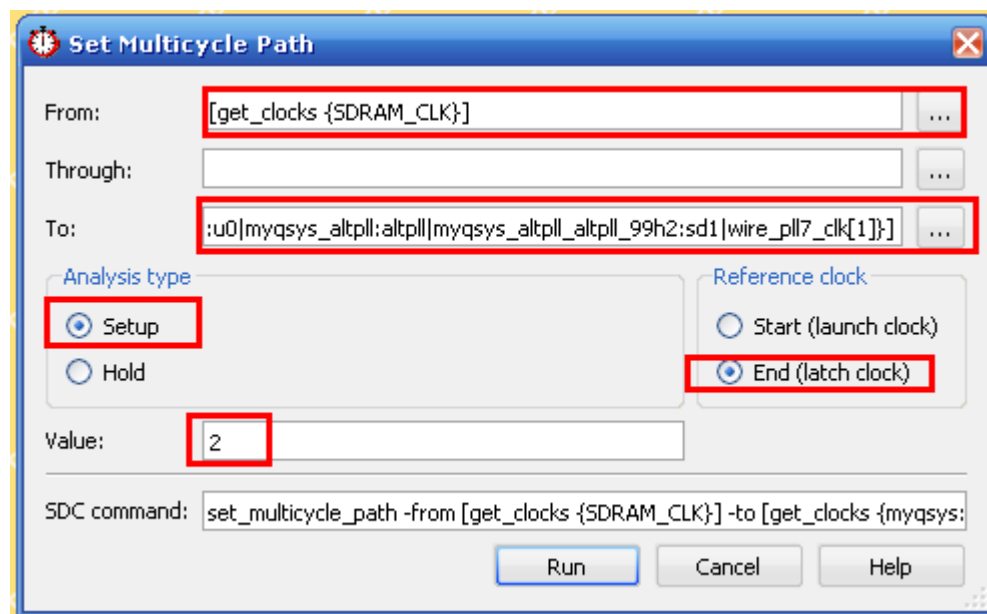 Set Multicycle Path
From: [get_clocks {SDRAM_CLK}] ...
Through: ...
To: :u0|myqsys_altpll:altpll|myqsys_altpll_altpll_99h2:sd1|wire_pll7_clk[1]}] ...
Analysis type Reference clock
Setup Start (launch clock)
Hold End (latch clock)
Value: 2
SDC command: set_multicycle_path -from [get_clocks {SDRAM_CLK}] -to [get_clocks {myqsys:
Run Cancel Help